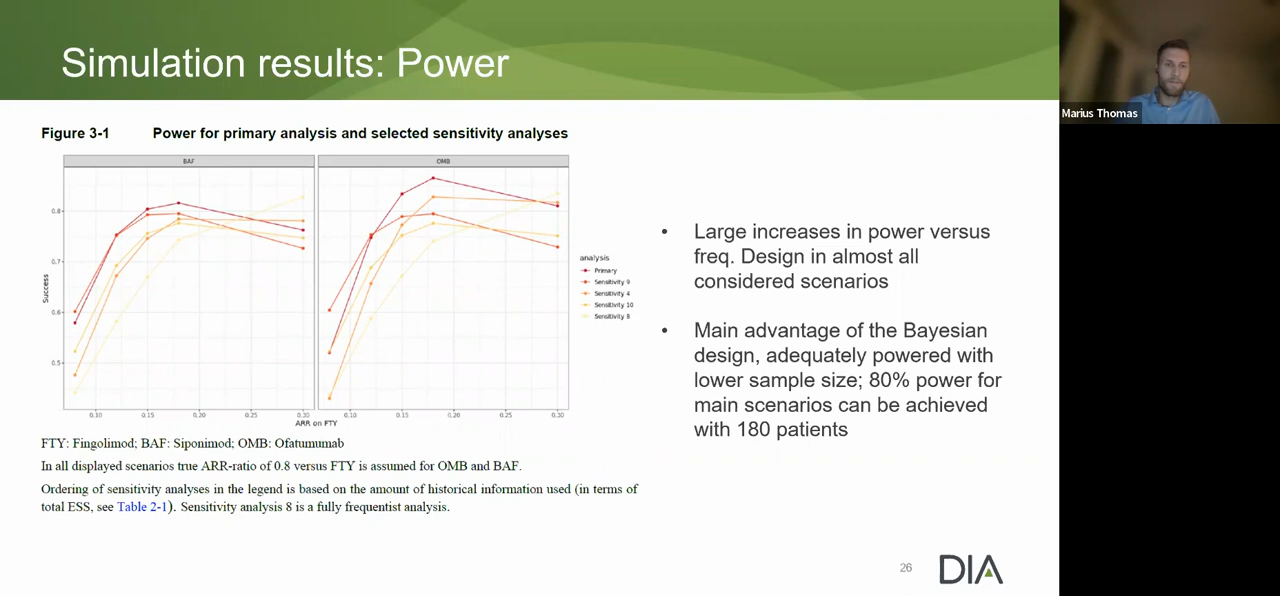 Simulation results: Power
Marius Thomas
Figure 3-1 Power for primary analysis and selected sensitivity analyses
BAF
OMB
Success
0.8
0.7
0.6
0.5
0.10 0.15 0.20 0.25 0.30
0.10 0.15 0.20 0.25 0.30
ARR on FTY
analysis
Primary
Sensitivity 9
Sensitivity 4
Sensitivity 10
Sensitivity 8
FTY: Fingolimod; BAF: Siponimod; OMB: Ofatumumab
In all displayed scenarios true ARR-ratio of 0.8 versus FTY is assumed for OMB and BAF.
Ordering of sensitivity analyses in the legend is based on the amount of historical information used (in terms of
total ESS, see Table 2-1). Sensitivity analysis 8 is a fully frequentist analysis.
• Large increases in power versus
freq. Design in almost all
considered scenarios
• Main advantage of the Bayesian
design, adequately powered with
lower sample size; 80% power for
main scenarios can be achieved
with 180 patients
26
DIA